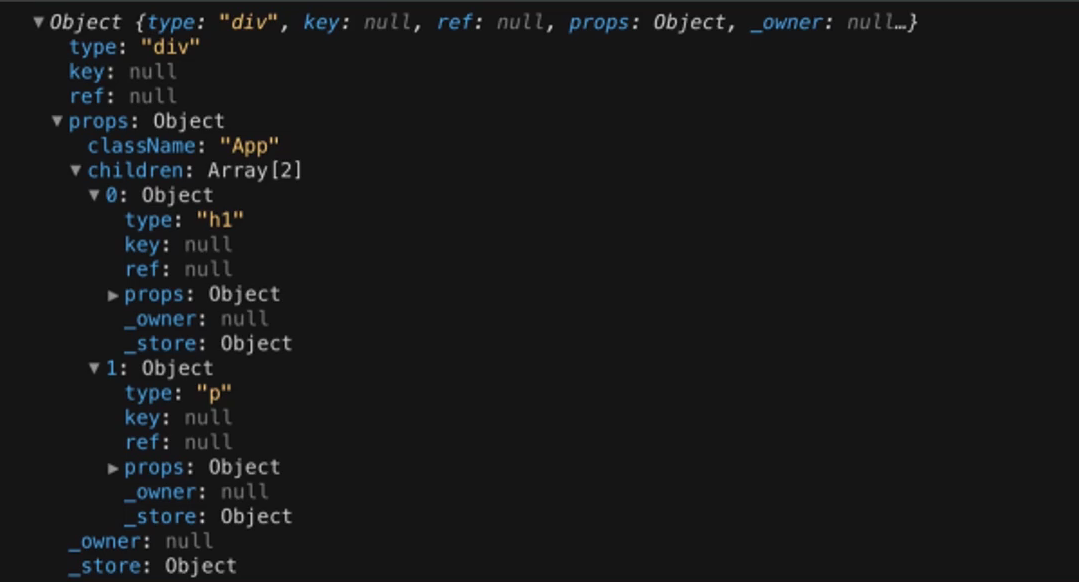 ▼Object {type: "div", key: null, ref: null, props: Object, _owner: null…}
type: "div"
key: null
ref: null
▼props: Object
className: "App"
▼children: Array[2]
▼0: Object
type: "h1"
key: null
ref: null
▶props: Object
_owner: null
_store: Object
▼1: Object
type: "p"
key: null
ref: null
▶props: Object
_owner: null
_store: Object
_owner: null
_store: Object